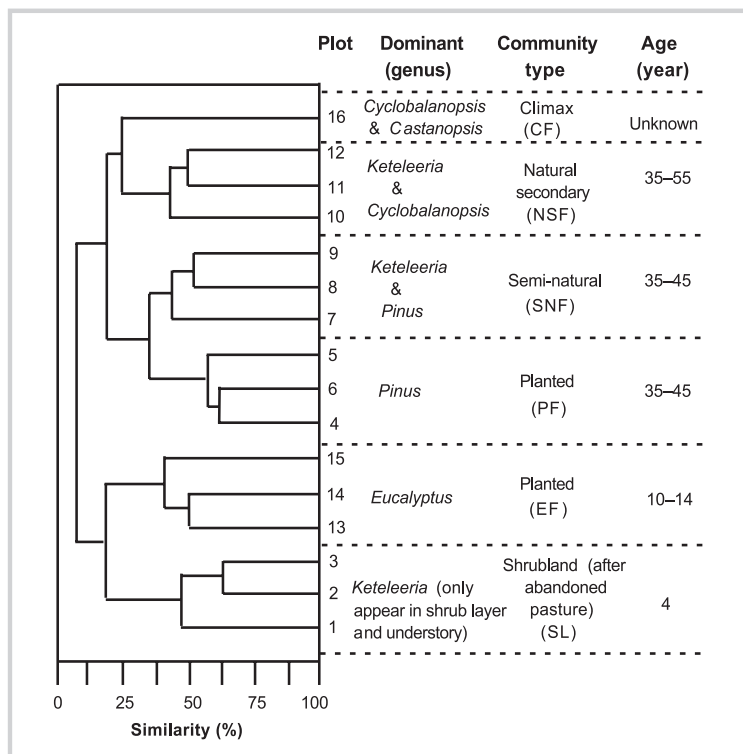 Plot Dominant Community Age
(genus) type (year)
16 Cyclobalanopsis Climax Unknown
& Castanopsis (CF)
12 Keteleeria Natural 35–55
11 & secondary
10 Cyclobalanopsis (NSF)
9 Keteleeria Semi-natural 35–45
8 & (SNF)
7 Pinus
5
6 Pinus Planted 35–45
4 (PF)
15
14 Eucalyptus Planted 10–14
13 (EF)
3 Shrubland (after
2 Keteleeria (only abandoned 4
appear in shrub layer pasture)
1 and understory) (SL)
0 25 50 75 100
Similarity (%)